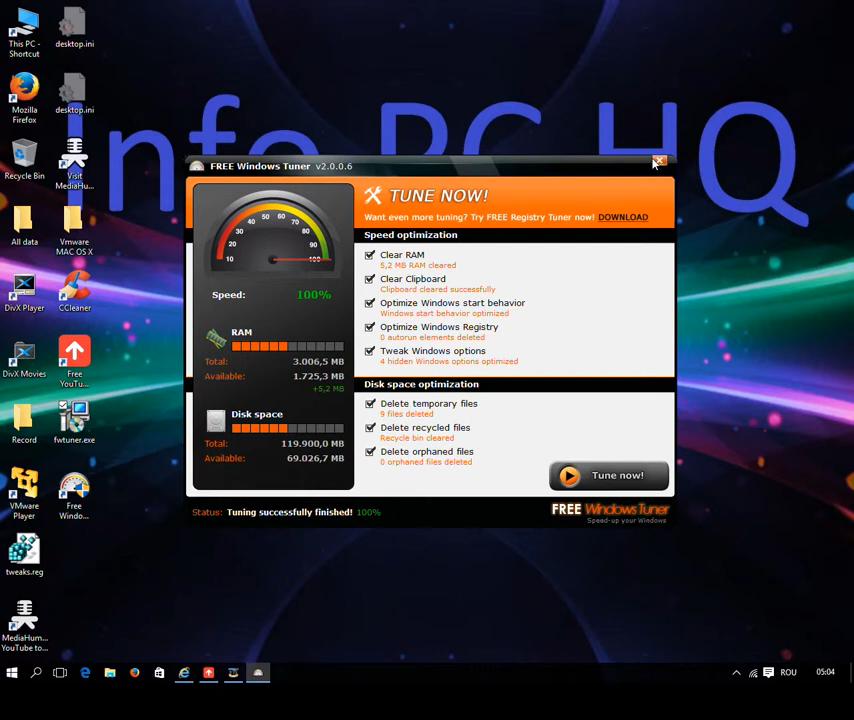 Info PC HQ
This PC -
Shortcut
desktop.ini
Mozilla
Firefox
desktop.ini
Recycle Bin
Visit
MediaHu...
All data
Vmware
MAC OS X
DivX Player
CCleaner
DivX Movies
Free
YouTu...
Record
fwtuner.exe
VMware
Player
Free
Windo...
tweaks.reg
MediaHum...
YouTube to...
FREE Windows Tuner v2.0.0.6
TUNE NOW!
Want even more tuning? Try FREE Registry Tuner now! DOWNLOAD
10 20 30 40 50 60 70 80 90 100
Speed: 100%
RAM
Total: 3.006,5 MB
Available: 1.725,3 MB
+5,2 MB
Disk space
Total: 119.900,0 MB
Available: 69.026,7 MB
Speed optimization
Clear RAM
5,2 MB RAM cleared
Clear Clipboard
Clipboard cleared successfully
Optimize Windows start behavior
Windows start behavior optimized
Optimize Windows Registry
0 autorun elements deleted
Tweak Windows options
4 hidden Windows options optimized
Disk space optimization
Delete temporary files
9 files deleted
Delete recycled files
Recycle bin cleared
Delete orphaned files
0 orphaned files deleted
Tune now!
Status: Tuning successfully finished! 100%
FREE WindowsTuner
Speed-up your Windows
ROU
05:04